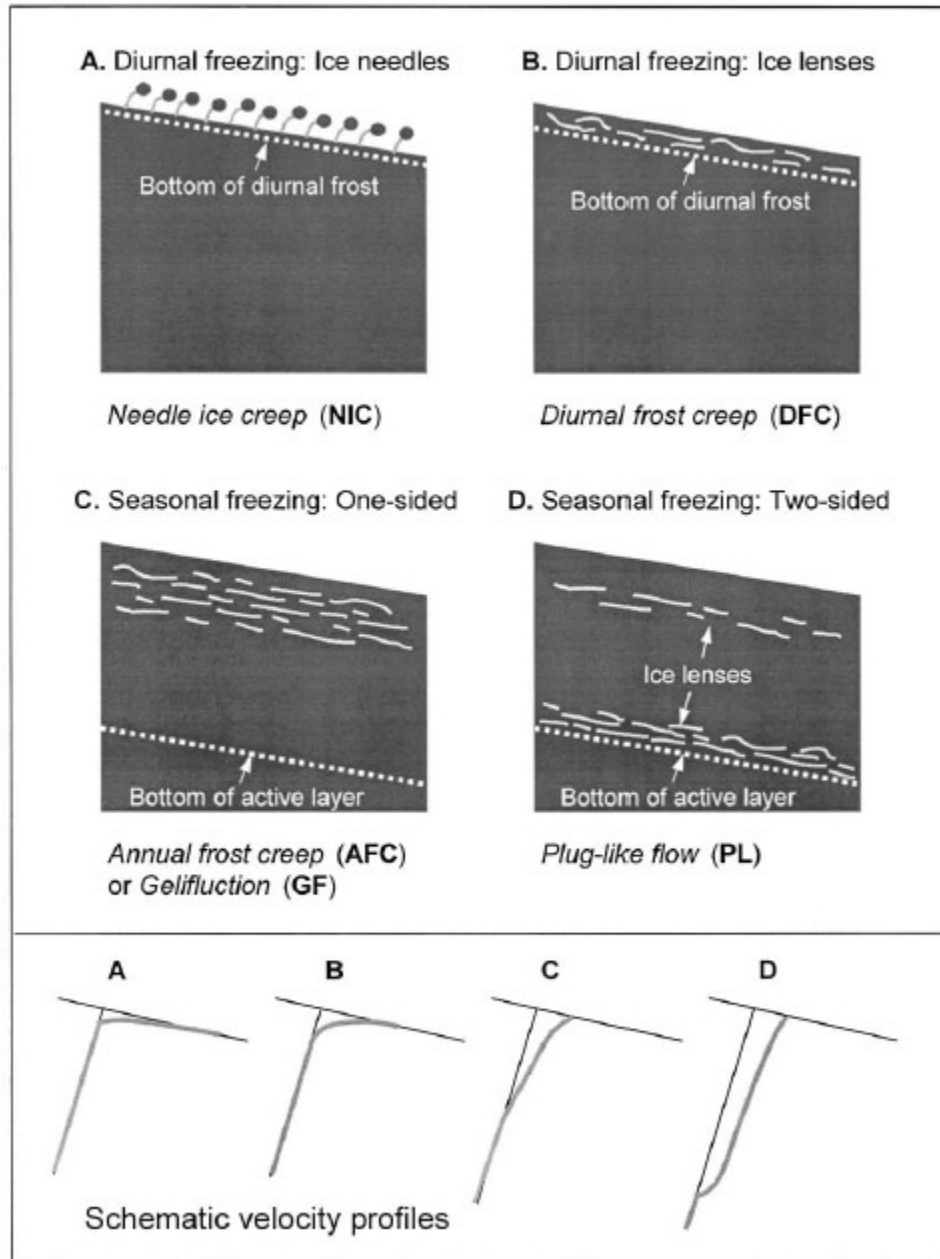 A. Diurnal freezing: Ice needles
B. Diurnal freezing: Ice lenses
Bottom of diurnal frost
Bottom of diurnal frost
Needle ice creep (NIC)
Diurnal frost creep (DFC)
C. Seasonal freezing: One-sided
D. Seasonal freezing: Two-sided
Ice lenses
Bottom of active layer
Bottom of active layer
Annual frost creep (AFC)
or Gelifluction (GF)
Plug-like flow (PL)
A
B
C
D
Schematic velocity profiles